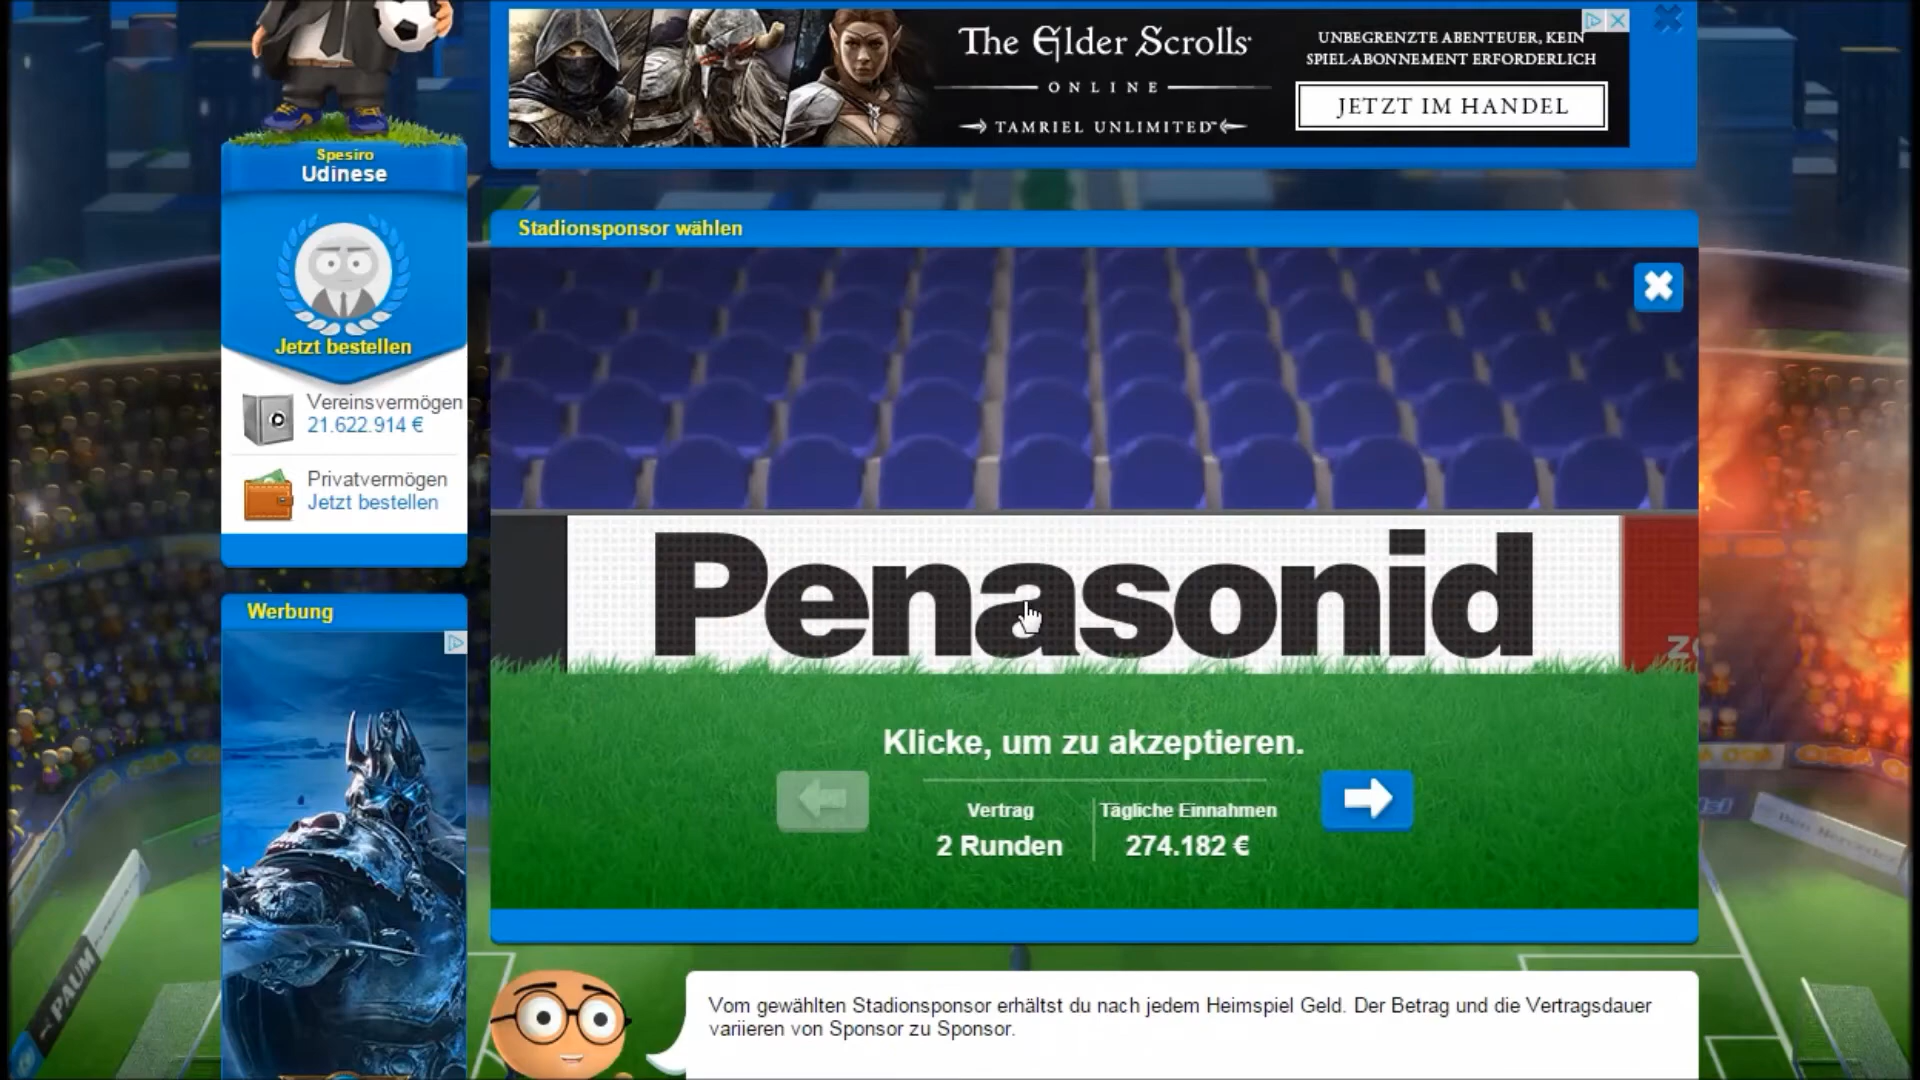 The Elder Scrolls
ONLINE
TAMRIEL UNLIMITED™
UNBEGRENZTE ABENTEUER, KEIN
SPIEL-ABONNEMENT ERFORDERLICH
JETZT IM HANDEL
Spesiro
Udinese
Jetzt bestellen
Vereinsvermögen
21.622.914 €
Privatvermögen
Jetzt bestellen
Werbung
Stadionsponsor wählen
Penasonid
Klicke, um zu akzeptieren.
Vertrag
2 Runden
Tägliche Einnahmen
274.182 €
Vom gewählten Stadionsponsor erhältst du nach jedem Heimspiel Geld. Der Betrag und die Vertragsdauer
variieren von Sponsor zu Sponsor.
PAUM